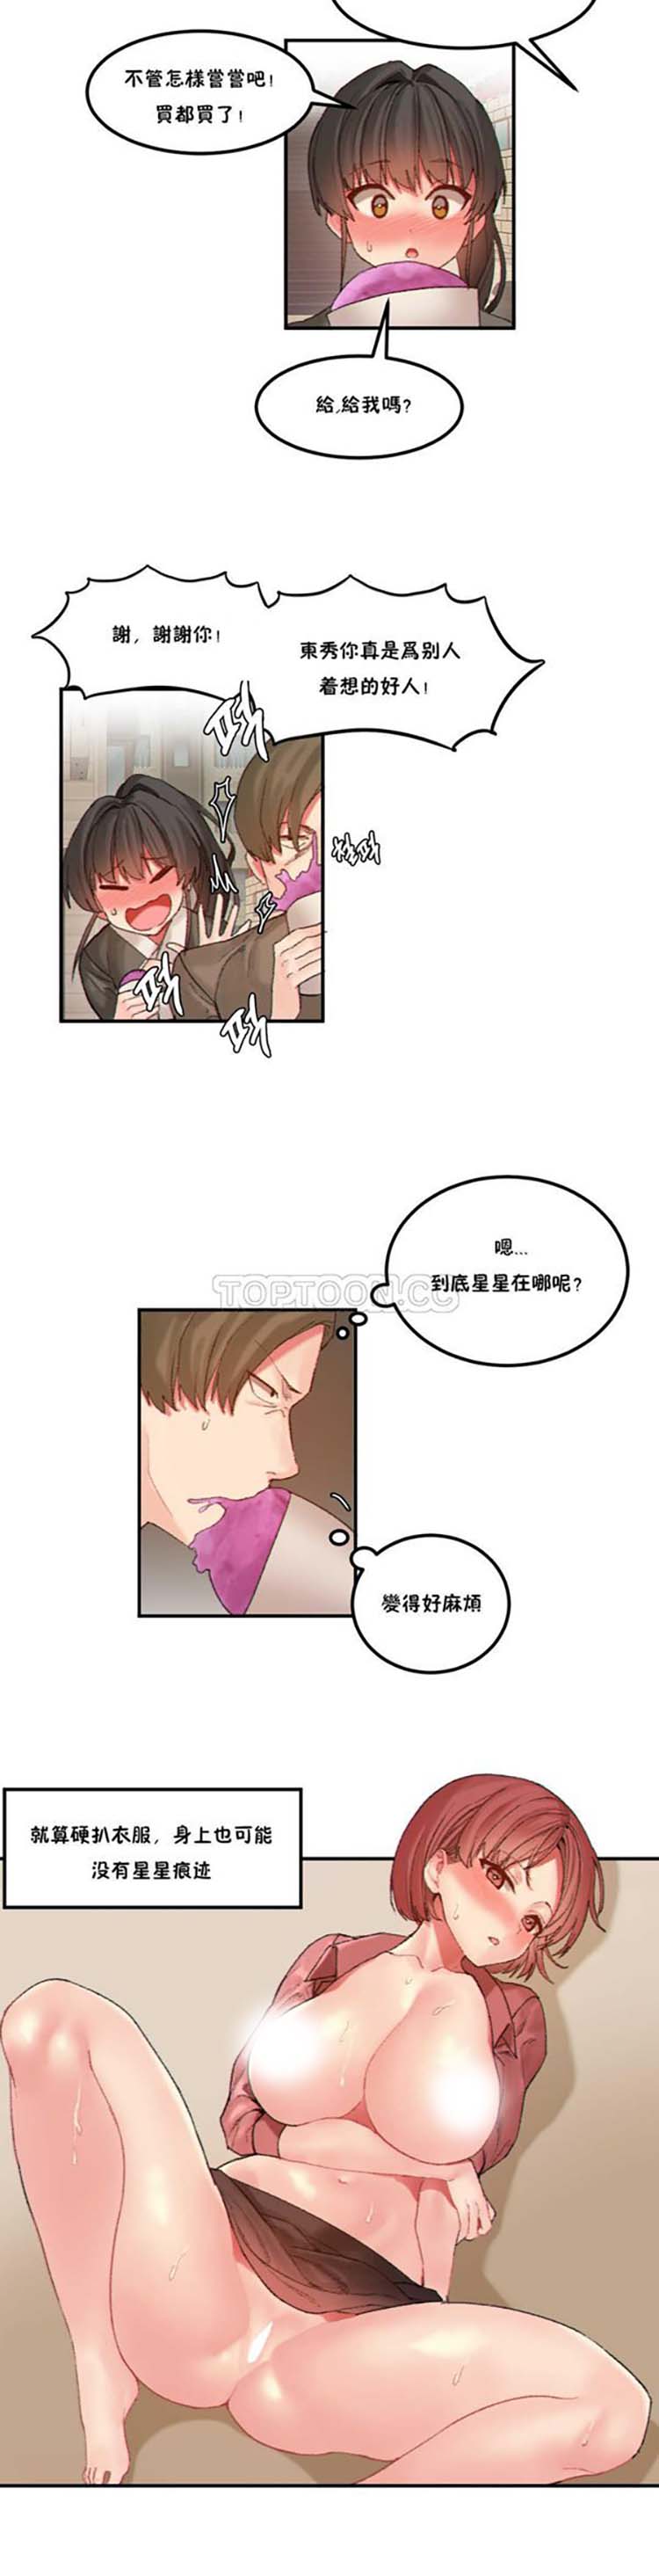 不管怎樣嘗嘗吧!
買都買了!
給,給我嗎?
謝，謝謝你!
東秀你真是爲别人
着想的好人!
嗯...
到底星星在哪呢?
TOPTOON.CC
變得好麻煩
就算硬扒衣服，身上也可能
没有星星痕迹